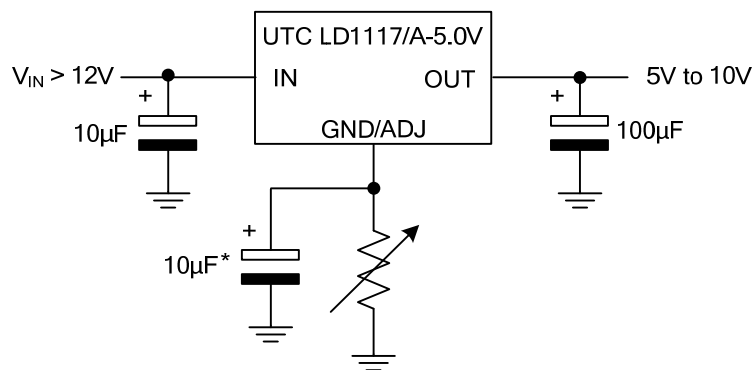 UTC LD1117/A-5.0V
V_IN > 12V
IN
OUT
5V to 10V
+
10μF
GND/ADJ
+
100μF
+
10μF*